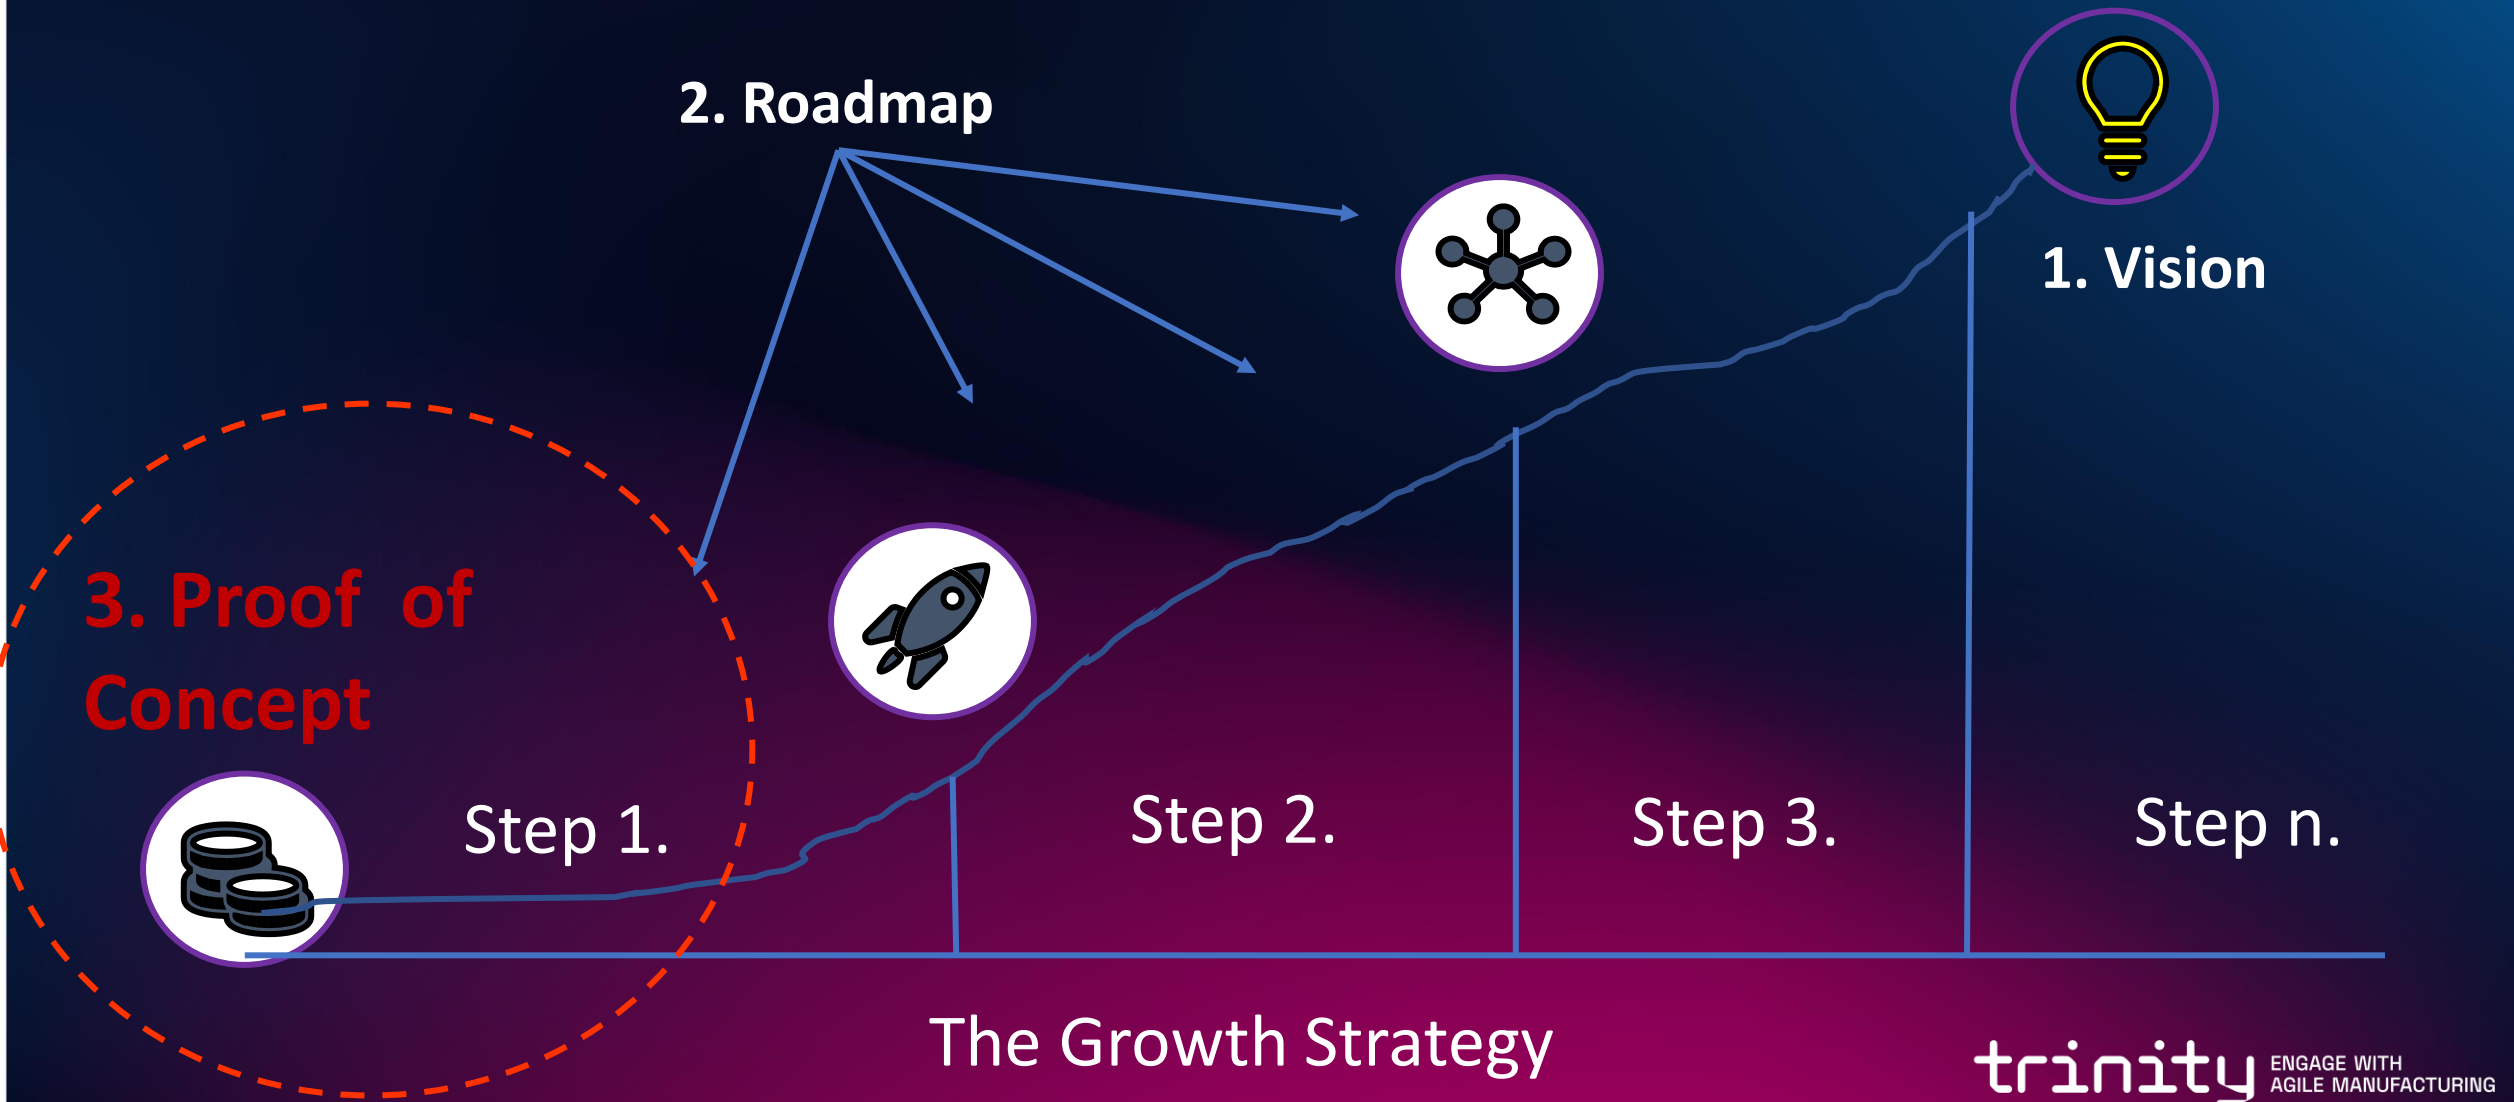 2. Roadmap
1. Vision
3. Proof of
Concept
Step 1.
Step 2.
Step 3.
Step n.
The Growth Strategy
trinity
ENGAGE WITH
AGILE MANUFACTURING